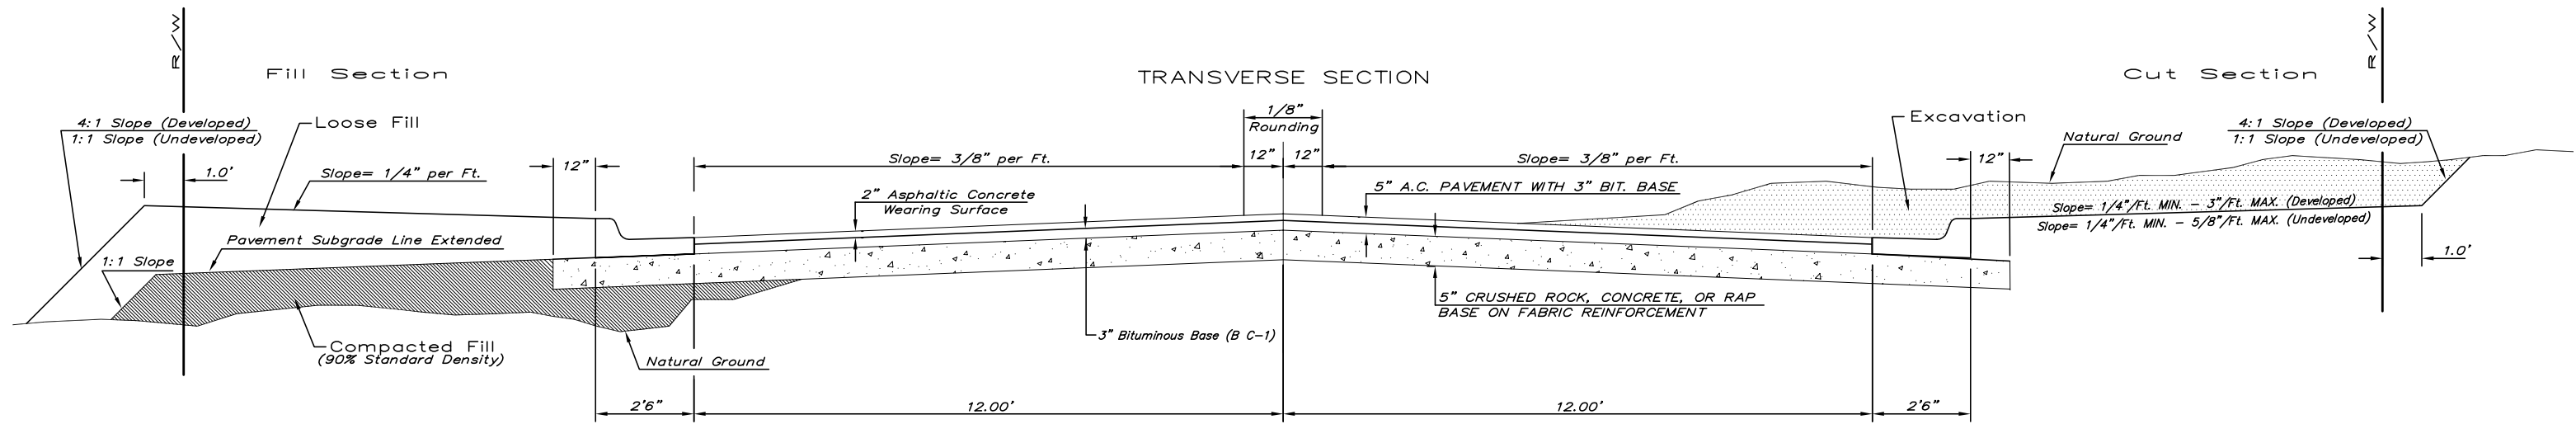 R/W
Fill Section
TRANSVERSE SECTION
Cut Section
R/W
4:1 Slope (Developed)
1:1 Slope (Undeveloped)
Loose Fill
1.0'
Slope= 1/4" per Ft.
12"
Slope= 3/8" per Ft.
1/8"
Rounding
12"
12"
Slope= 3/8" per Ft.
Excavation
Natural Ground
4:1 Slope (Developed)
1:1 Slope (Undeveloped)
12"
2" Asphaltic Concrete
Wearing Surface
5" A.C. PAVEMENT WITH 3" BIT. BASE
Slope= 1/4"/Ft. MIN. - 3"/Ft. MAX. (Developed)
Slope= 1/4"/Ft. MIN. - 5/8"/Ft. MAX. (Undeveloped)
Pavement Subgrade Line Extended
1:1 Slope
1.0'
5" CRUSHED ROCK, CONCRETE, OR RAP
BASE ON FABRIC REINFORCEMENT
3" Bituminous Base (B C-1)
Compacted Fill
(90% Standard Density)
Natural Ground
2'6"
12.00'
12.00'
2'6"